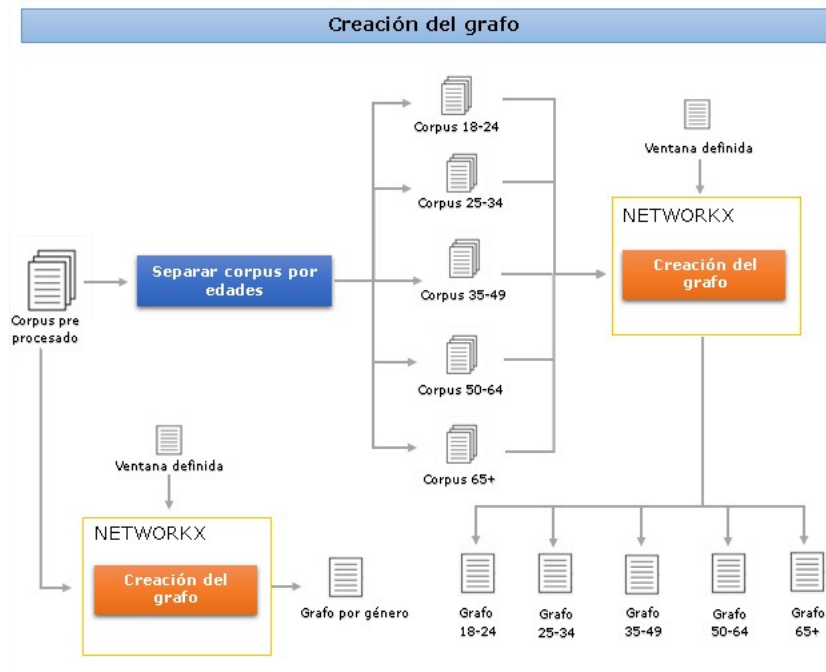 Creación del grafo
Corpus 18-24
Ventana definida
Corpus 25-34
NETWORKX
Separar corpus por
edades
Creación del
grafo
Corpus 35-49
Corpus pre
procesado
Corpus 50-64
Ventana definida
Corpus 65+
NETWORKX
Creación del
grafo
Grafo por género
Grafo
18-24
Grafo
25-34
Grafo
35-49
Grafo
50-64
Grafo
65+